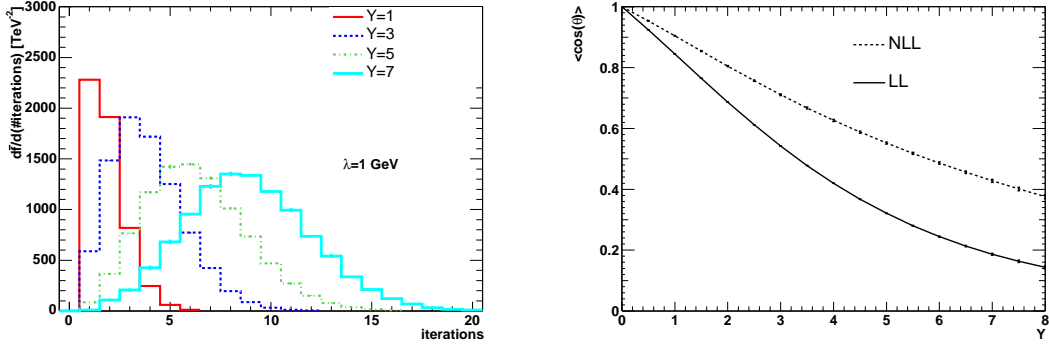 df̄/d(#iterations) [TeV⁻²]
3000
2500
2000
1500
1000
500
0
0 5 10 15 20
iterations
Y=1
Y=3
Y=5
Y=7
λ=1 GeV
<cos(θ)>
1
0.8
0.6
0.4
0.2
0
0 1 2 3 4 5 6 7 8
Y
NLL
LL